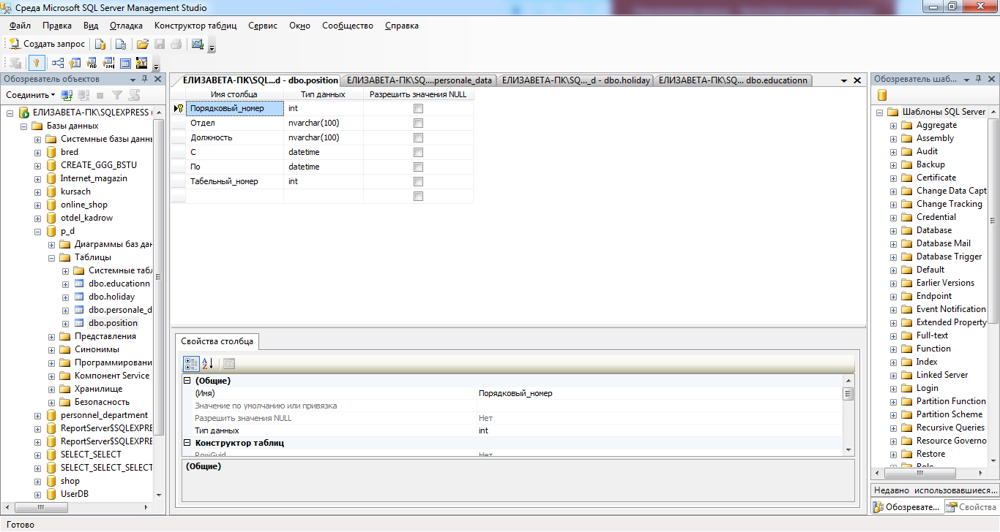 Среда Microsoft SQL Server Management Studio
Файл Правка Вид Отладка Конструктор таблиц Сервис Окно Сообщество Справка
Создать запрос
Обозреватель объектов
Соединить
ЕЛИЗАВЕТА-ПК\SQLEXPRESS (
Базы данных
Системные базы данн
bred
CREATE_GGG_BSTU
Internet_magazin
kursach
online_shop
otdel_kadrow
p_d
Диаграммы баз дан
Таблицы
Системные табл
dbo.educationn
dbo.holiday
dbo.personale_d
dbo.position
Представления
Синонимы
Программировани
Компонент Service
Хранилище
Безопасность
personnel_department
ReportServer$SQLEXPRE
ReportServer$SQLEXPRE
SELECT_SELECT
SELECT_SELECT_SELECT
shop
UserDB
ЕЛИЗАВЕТА-ПК\SQL...d - dbo.position ЕЛИЗАВЕТА-ПК\SQ....personale_data ЕЛИЗАВЕТА-ПК\SQ..._d - dbo.holiday ЕЛИЗАВЕТА-ПК\SQ... dbo.educationn
Имя столбца Тип данных Разрешить значения NULL
Порядковый_номер int
Отдел nvarchar(100)
Должность nvarchar(100)
С datetime
По datetime
Табельный_номер int
Свойства столбца
(Общие)
(Имя) Порядковый_номер
Значение по умолчанию или привязка
Разрешить значения NULL Нет
Тип данных int
Конструктор таблиц
RowGuid Нет
(Общие)
Обозреватель шаб...
Шаблоны SQL Server
Aggregate
Assembly
Audit
Backup
Certificate
Change Data Capt
Change Tracking
Credential
Database
Database Mail
Database Trigger
Default
Earlier Versions
Endpoint
Event Notification
Extended Property
Full-text
Function
Index
Linked Server
Login
Partition Function
Partition Scheme
Recursive Queries
Resource Governo
Restore
Role
Недавно использовавшиеся...
Обозревате... Свойства
Готово